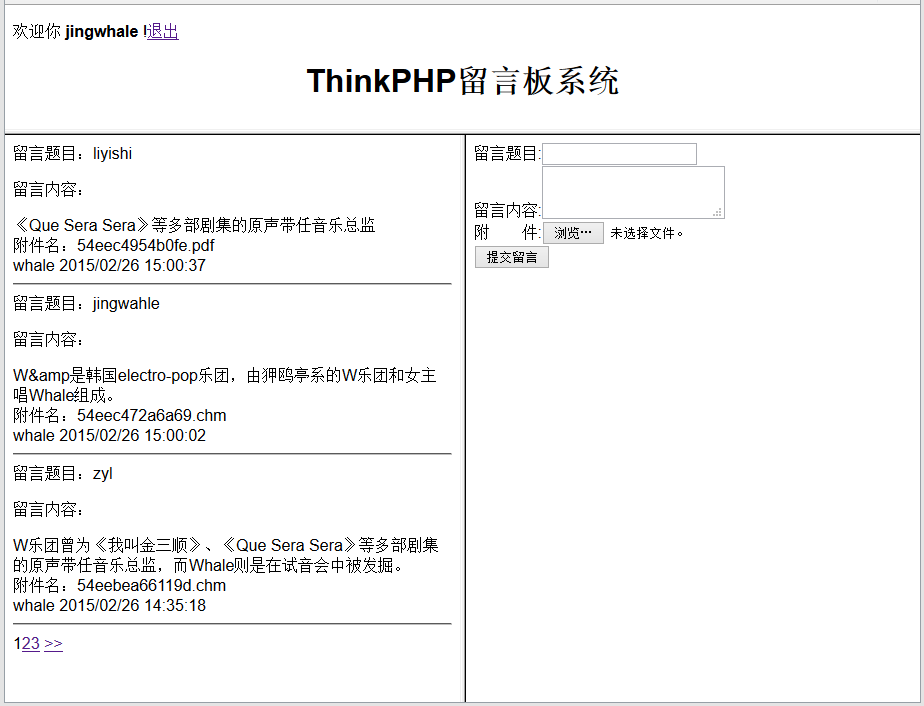 欢迎你 jingwhale !退出
ThinkPHP留言板系统
留言题目：liyishi
留言内容：
《Que Sera Sera》等多部剧集的原声带任音乐总监
附件名：54eec4954b0fe.pdf
whale 2015/02/26 15:00:37
留言题目：jingwahle
留言内容：
W&amp是韩国electro-pop乐团，由狎鸥亭系的W乐团和女主
唱Whale组成。
附件名：54eec472a6a69.chm
whale 2015/02/26 15:00:02
留言题目：zyl
留言内容：
W乐团曾为《我叫金三顺》、《Que Sera Sera》等多部剧集
的原声带任音乐总监，而Whale则是在试音会中被发掘。
附件名：54eebea66119d.chm
whale 2015/02/26 14:35:18
123 >>
留言题目:
留言内容:
附　　件: 浏览… 未选择文件。
提交留言